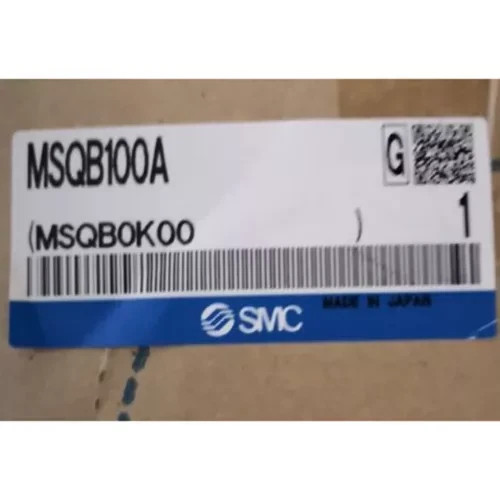 MSQB100A G
(MSQB0K00 ) 1
MADE IN JAPAN
SMC